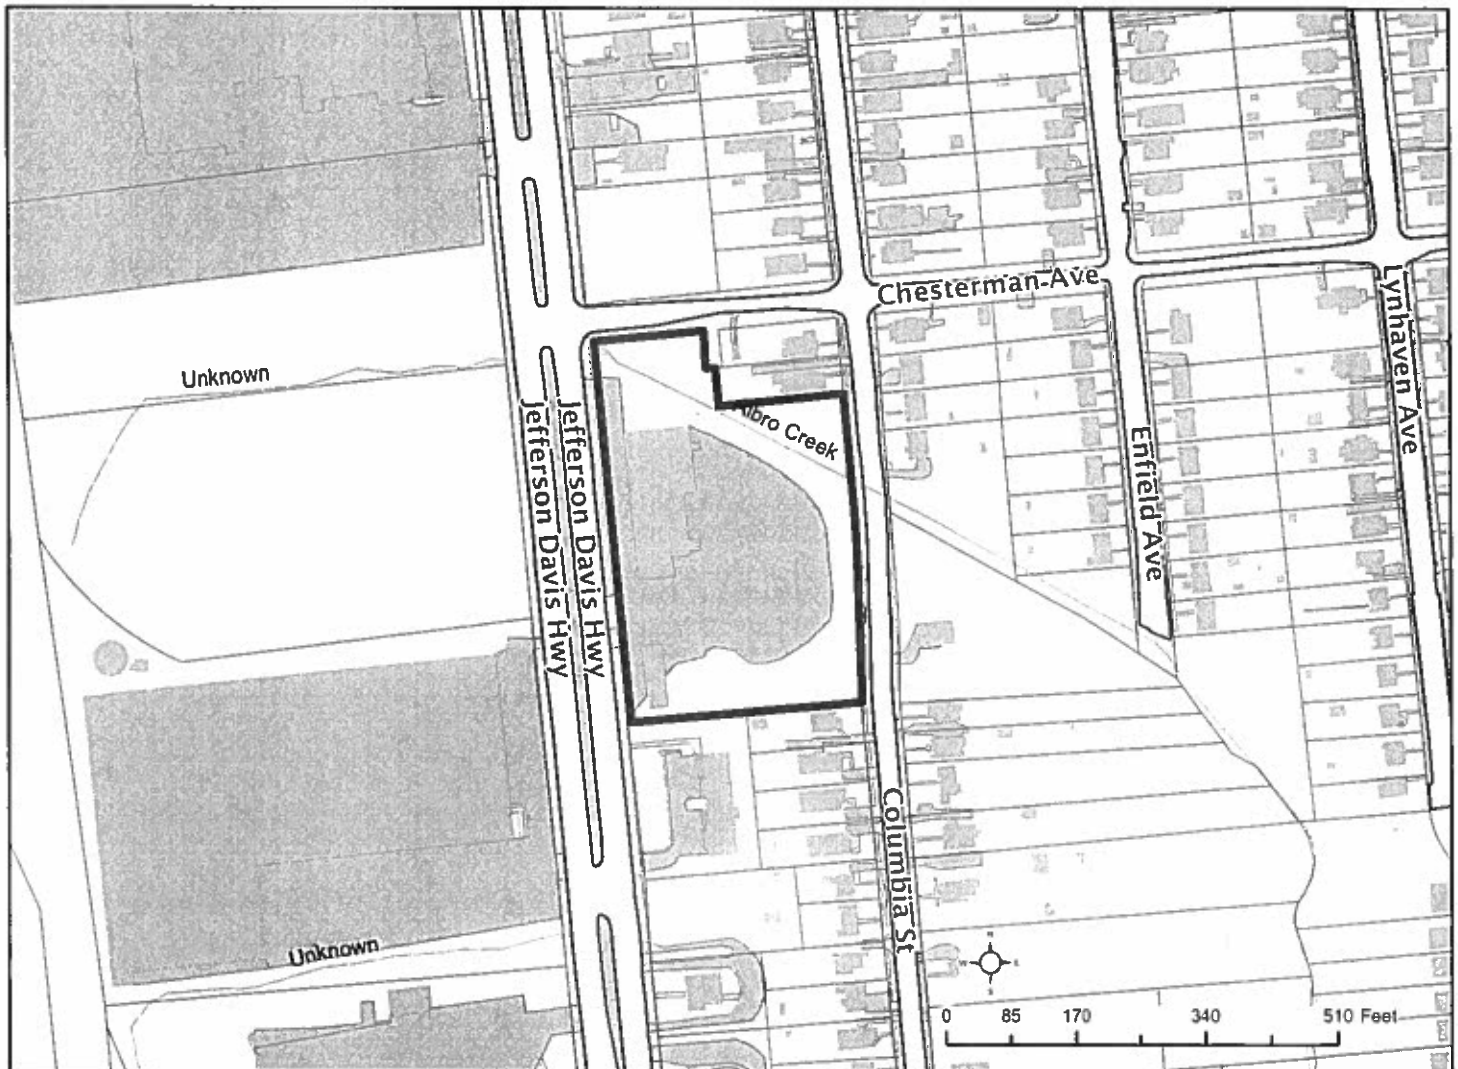 Chesterman Ave
Lynhaven Ave
Unknown
Jefferson Davis Hwy
Jefferson Davis Hwy
Albro Creek
Enfield Ave
Columbia St
Unknown
N
W
E
S
0 85 170 340 510 Feet